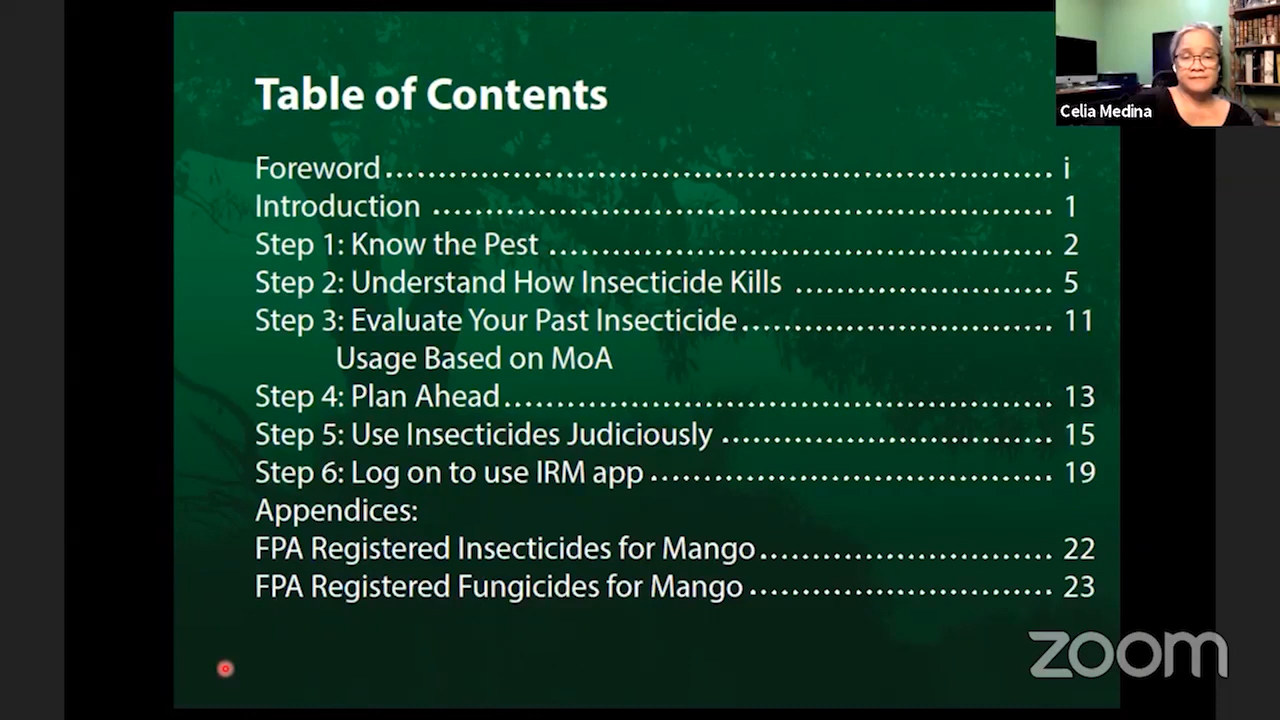 Table of Contents
Celia Medina
Foreword i
Introduction 1
Step 1: Know the Pest 2
Step 2: Understand How Insecticide Kills 5
Step 3: Evaluate Your Past Insecticide 11
Usage Based on MoA
Step 4: Plan Ahead 13
Step 5: Use Insecticides Judiciously 15
Step 6: Log on to use IRM app 19
Appendices:
FPA Registered Insecticides for Mango 22
FPA Registered Fungicides for Mango 23
zoom